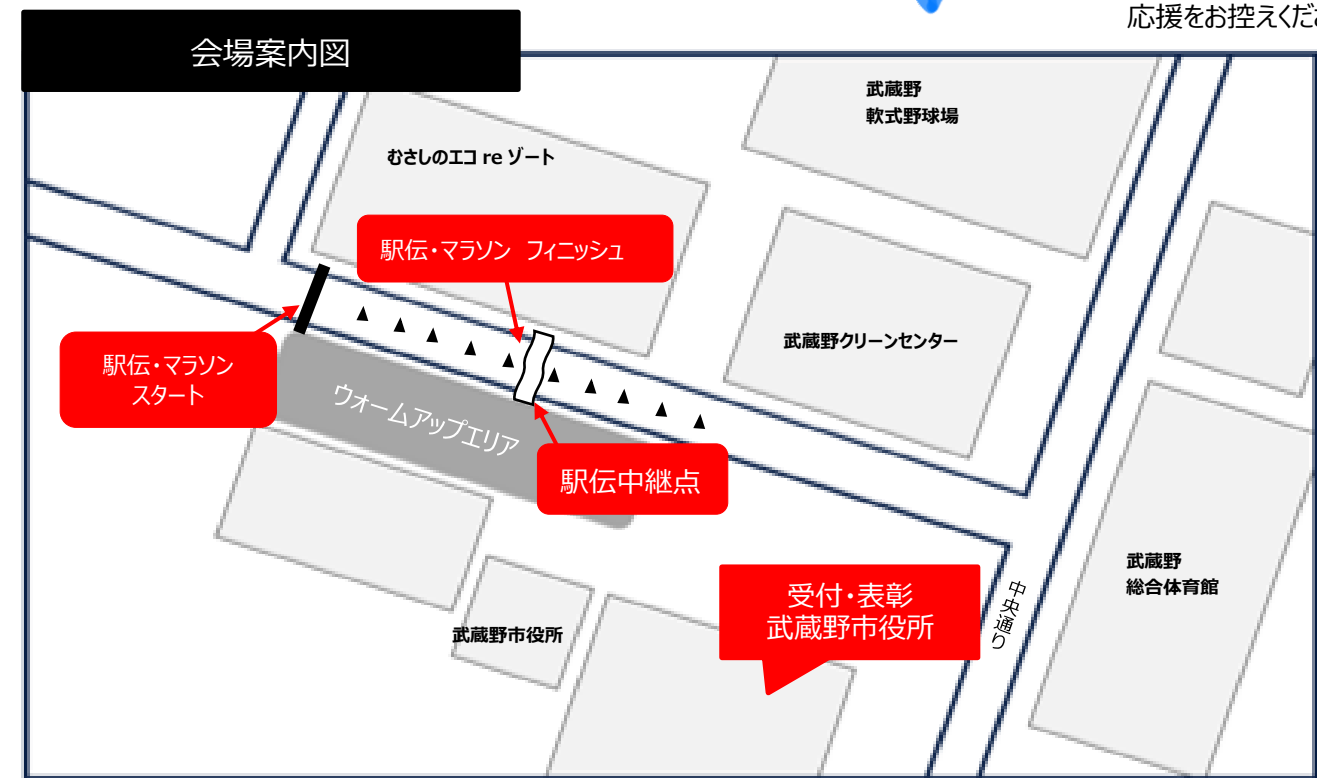 応援をお控えくだ
会場案内図
武蔵野
軟式野球場
むさしのエコ re ゾート
駅伝・マラソン フィニッシュ
武蔵野クリーンセンター
駅伝・マラソン
スタート
ウォームアップエリア
駅伝中継点
武蔵野
総合体育館
受付・表彰
武蔵野市役所
中央通り
武蔵野市役所